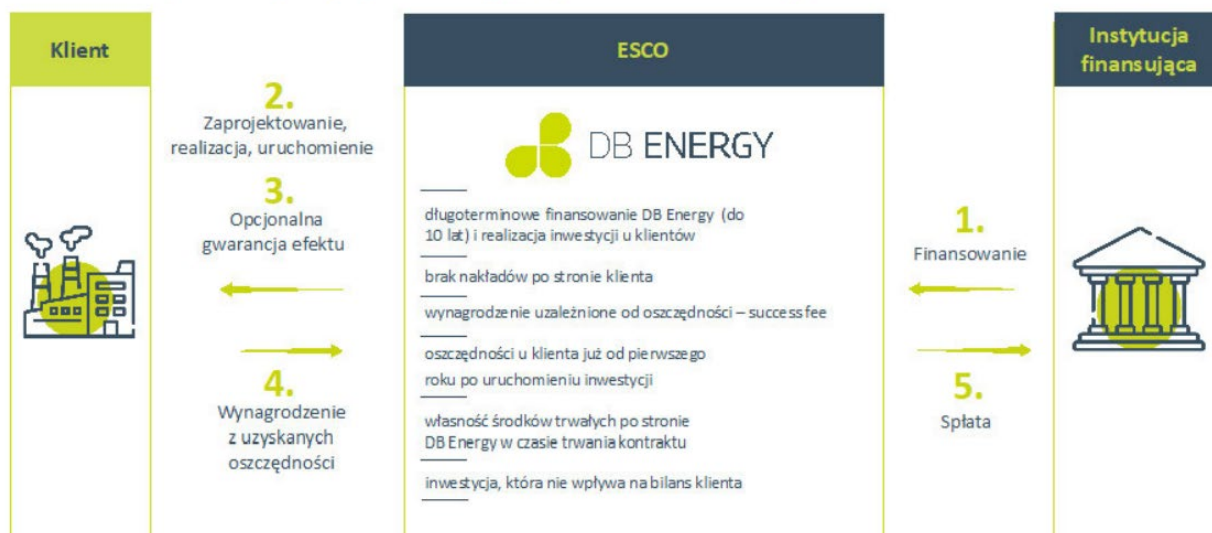 Klient
2.
Zaprojektowanie,
realizacja, uruchomienie
3.
Opcjonalna
gwarancja efektu
4.
Wynagrodzenie
z uzyskanych
oszczędności
ESCO
DB ENERGY
długoterminowe finansowanie DB Energy (do
10 lat) i realizacja inwestycji u klientów
brak nakładów po stronie klienta
wynagrodzenie uzależnione od oszczędności – success fee
oszczędności u klienta już od pierwszego
roku po uruchomieniu inwestycji
własność środków trwałych po stronie
DB Energy w czasie trwania kontraktu
inwestycja, która nie wpływa na bilans klienta
1.
Finansowanie
5.
Spłata
Instytucja
finansująca